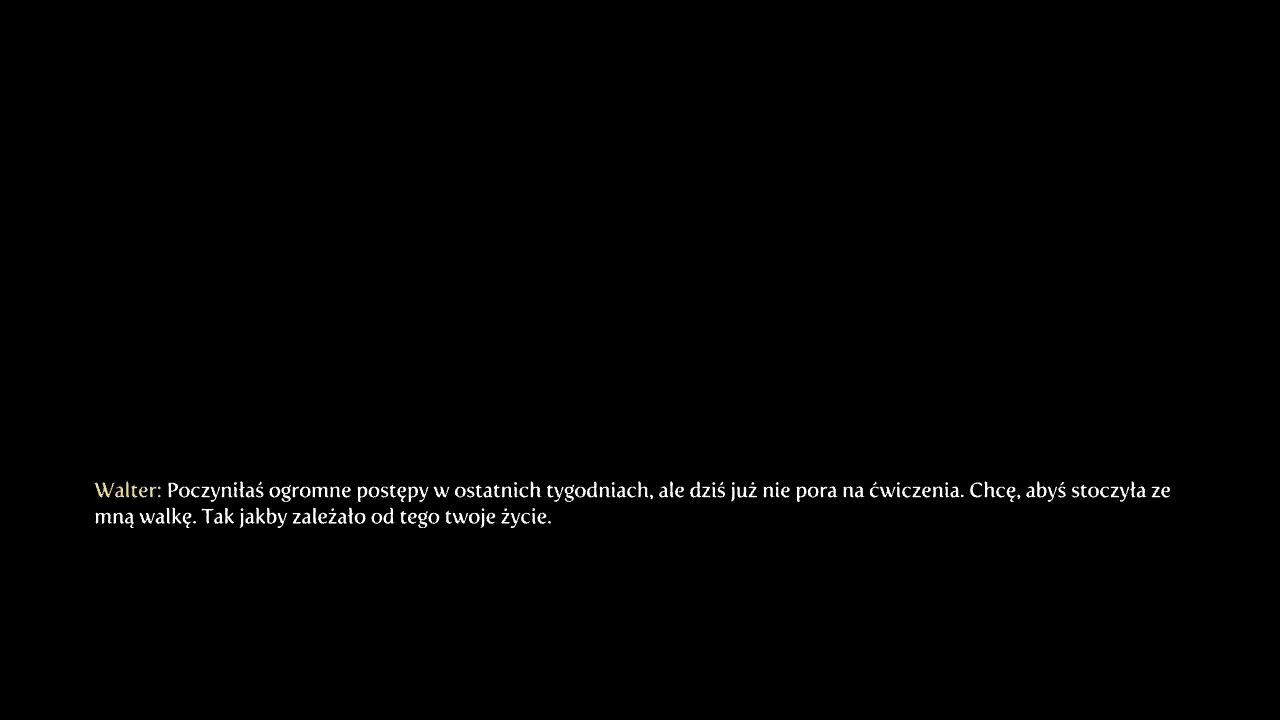 Walter: Poczyniłaś ogromne postępy w ostatnich tygodniach, ale dziś już nie pora na ćwiczenia. Chcę, abyś stoczyła ze
mną walkę. Tak jakby zależało od tego twoje życie.